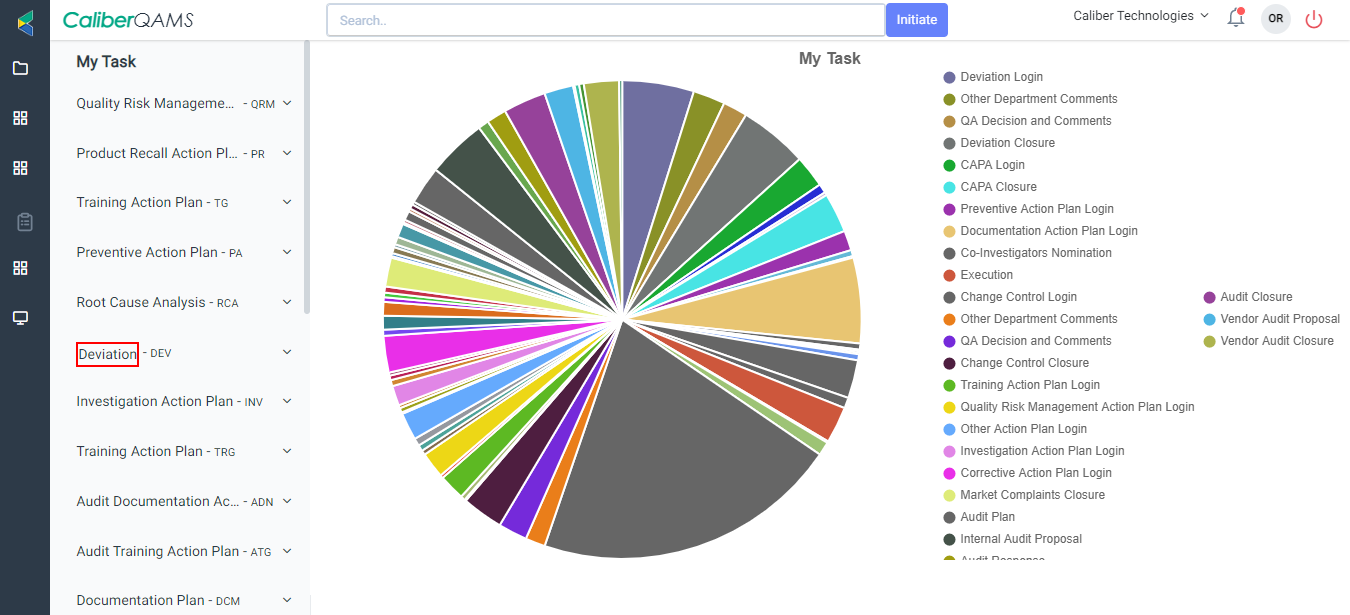 CaliberQAMS
Search..
Initiate
Caliber Technologies
OR
My Task
Quality Risk Manageme... - QRM
Product Recall Action Pl... - PR
Training Action Plan - TG
Preventive Action Plan - PA
Root Cause Analysis - RCA
Deviation - DEV
Investigation Action Plan - INV
Training Action Plan - TRG
Audit Documentation Ac... - ADN
Audit Training Action Plan - ATG
Documentation Plan - DCM
My Task
Deviation Login
Other Department Comments
QA Decision and Comments
Deviation Closure
CAPA Login
CAPA Closure
Preventive Action Plan Login
Documentation Action Plan Login
Co-Investigators Nomination
Execution
Change Control Login
Other Department Comments
QA Decision and Comments
Change Control Closure
Training Action Plan Login
Quality Risk Management Action Plan Login
Other Action Plan Login
Investigation Action Plan Login
Corrective Action Plan Login
Market Complaints Closure
Audit Plan
Internal Audit Proposal
Audit Response
Audit Closure
Vendor Audit Proposal
Vendor Audit Closure